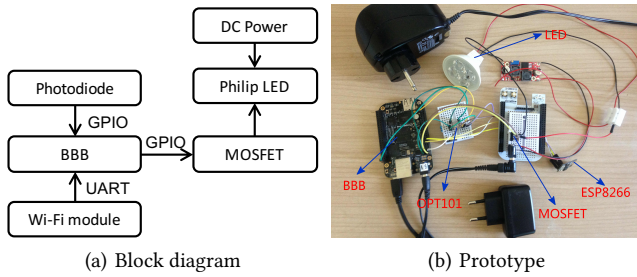 DC Power
Photodiode
Philip LED
GPIO
GPIO
BBB
MOSFET
UART
Wi-Fi module
(a) Block diagram
LED
BBB
OPT101
ESP8266
MOSFET
(b) Prototype